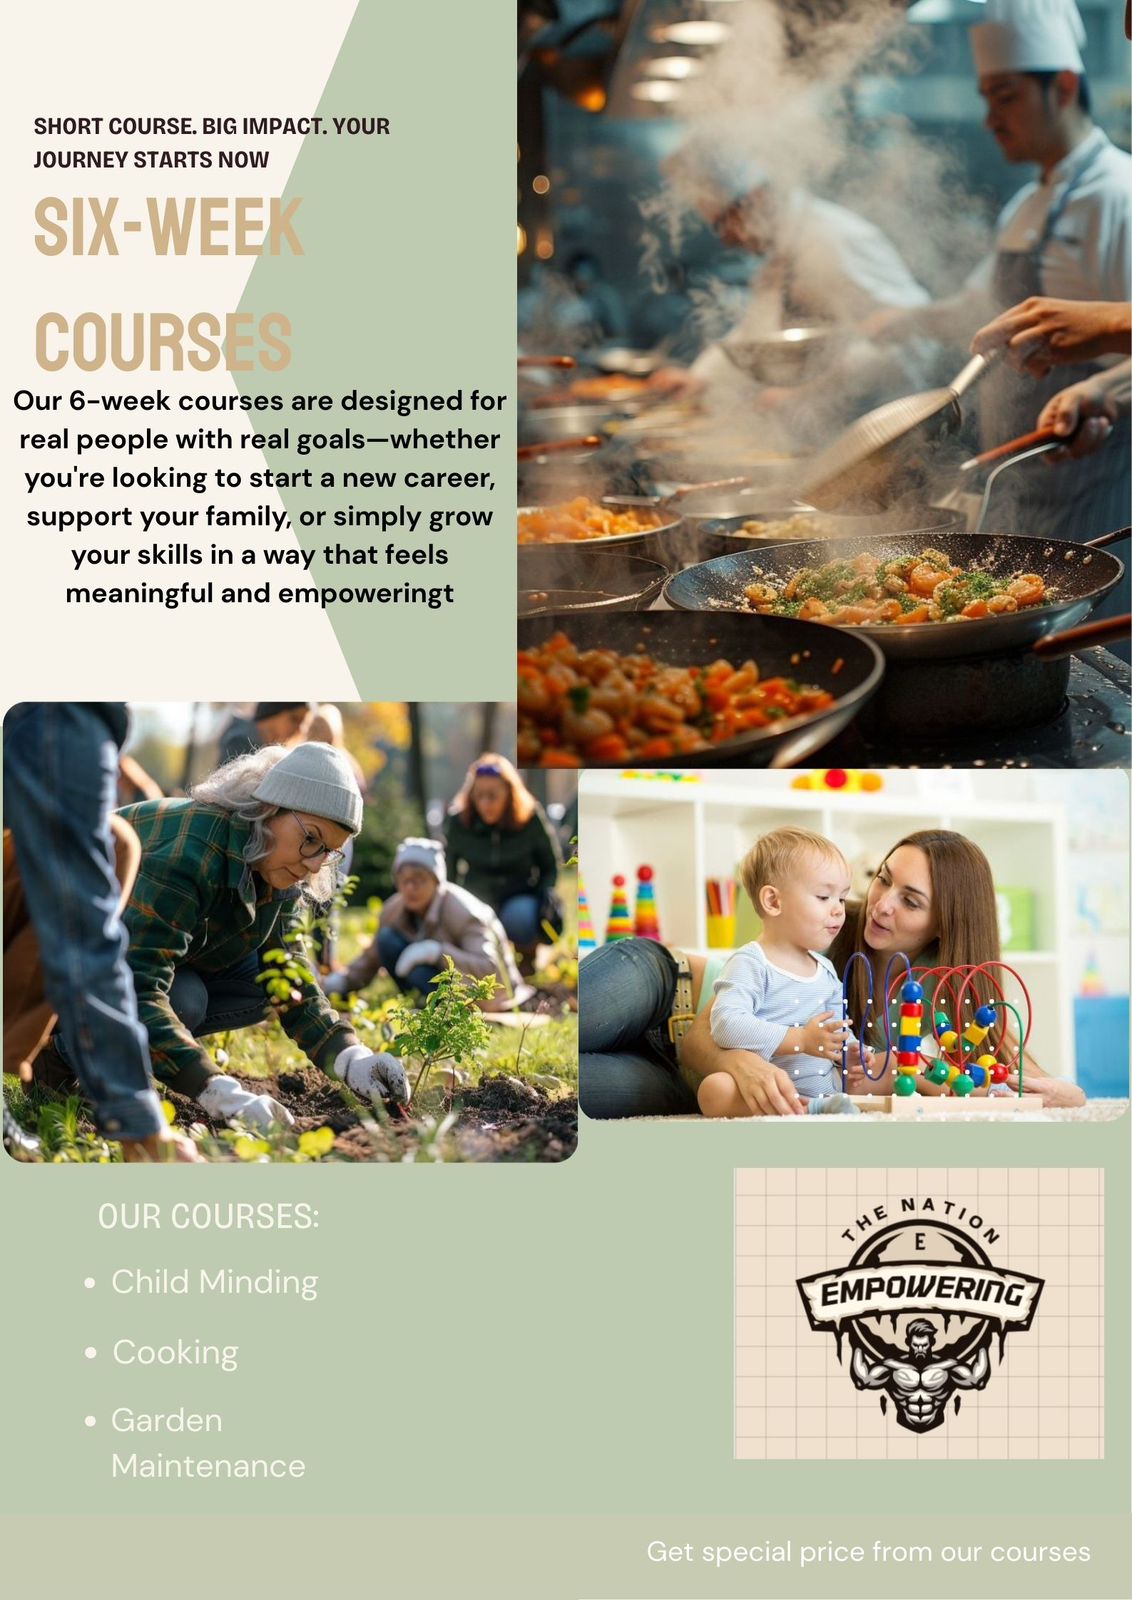 SHORT COURSE. BIG IMPACT. YOUR
JOURNEY STARTS NOW
SIX-WEEK
COURSES
Our 6-week courses are designed for
real people with real goals—whether
you're looking to start a new career,
support your family, or simply grow
your skills in a way that feels
meaningful and empoweringt
OUR COURSES:
• Child Minding
• Cooking
• Garden
Maintenance
THE NATION
E
EMPOWERING
Get special price from our courses